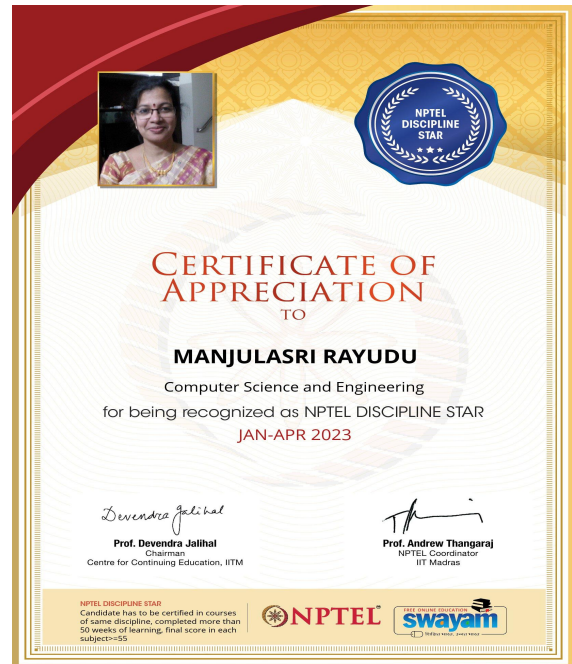 NPTEL
DISCIPLINE
STAR
CERTIFICATE OF
APPRECIATION
TO
MANJULASRI RAYUDU
Computer Science and Engineering
for being recognized as NPTEL DISCIPLINE STAR
JAN-APR 2023
Devendra Jalihal
Prof. Devendra Jalihal
Chairman
Centre for Continuing Education, IITM
Prof. Andrew Thangaraj
NPTEL Coordinator
IIT Madras
NPTEL DISCIPLINE STAR
Candidate has to be certified in courses
of same discipline, completed more than
50 weeks of learning, final score in each
subject>=55
NPTEL
FREE ONLINE EDUCATION
swayam